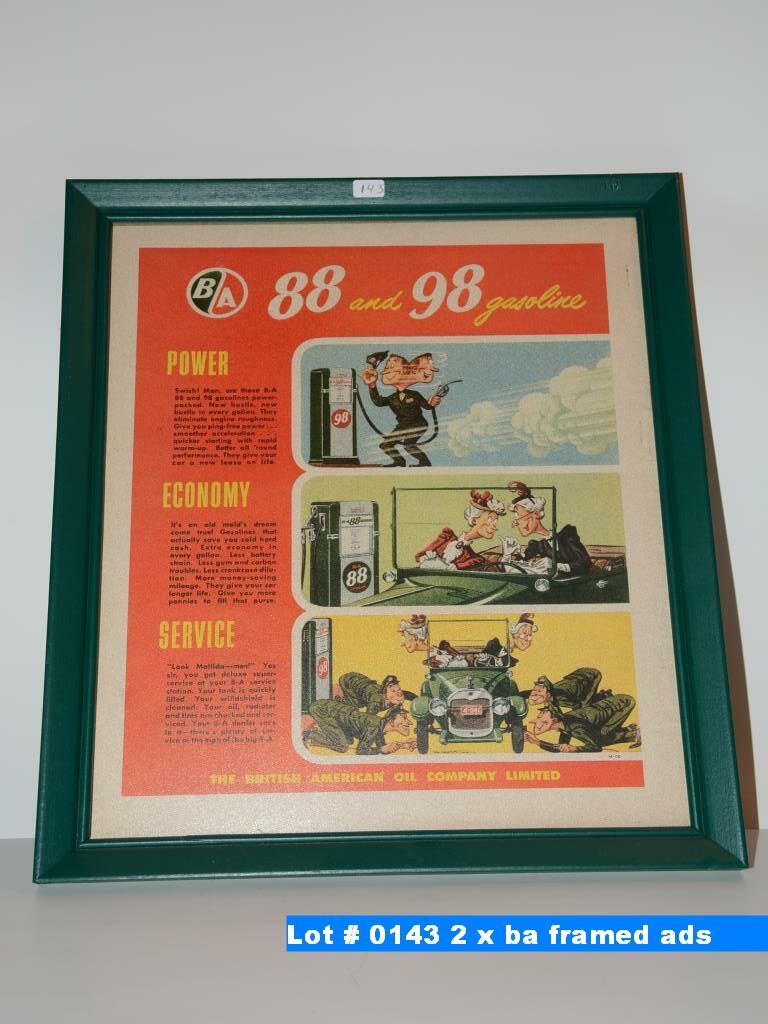 143
B/A 88 and 98 gasoline
POWER
Swish! Man, are those B-A
88 and 98 gasolines power-
packed. New hustle, new
bustle in every gallon. They
eliminate engine roughness.
Give you ping-free power...
smoother acceleration...
quicker starting with rapid
warm-up. Better all 'round
performance. They give your
car a new lease on life.
98
ECONOMY
It's an old maid's dream
come true! Gasolines that
actually save you cold hard
cash. Extra economy in
every gallon. Less battery
strain. Less gum and carbon
troubles. Less crankcase dilu-
tion. More money-saving
mileage. They give your car
longer life. Give you more
pennies to fill that purse.
88
88
SERVICE
"Look Matilda—men!" Yes
sir, you get deluxe super-
service at your B-A service
station. Your tank is quickly
filled. Your windshield is
cleaned. Your oil, radiator
and tires are checked and ser-
viced. Your B-A dealer sees
to it—there's plenty of ser-
vice at the sign of the big B-A.
98
THE BRITISH AMERICAN OIL COMPANY LIMITED
Lot # 0143 2 x ba framed ads